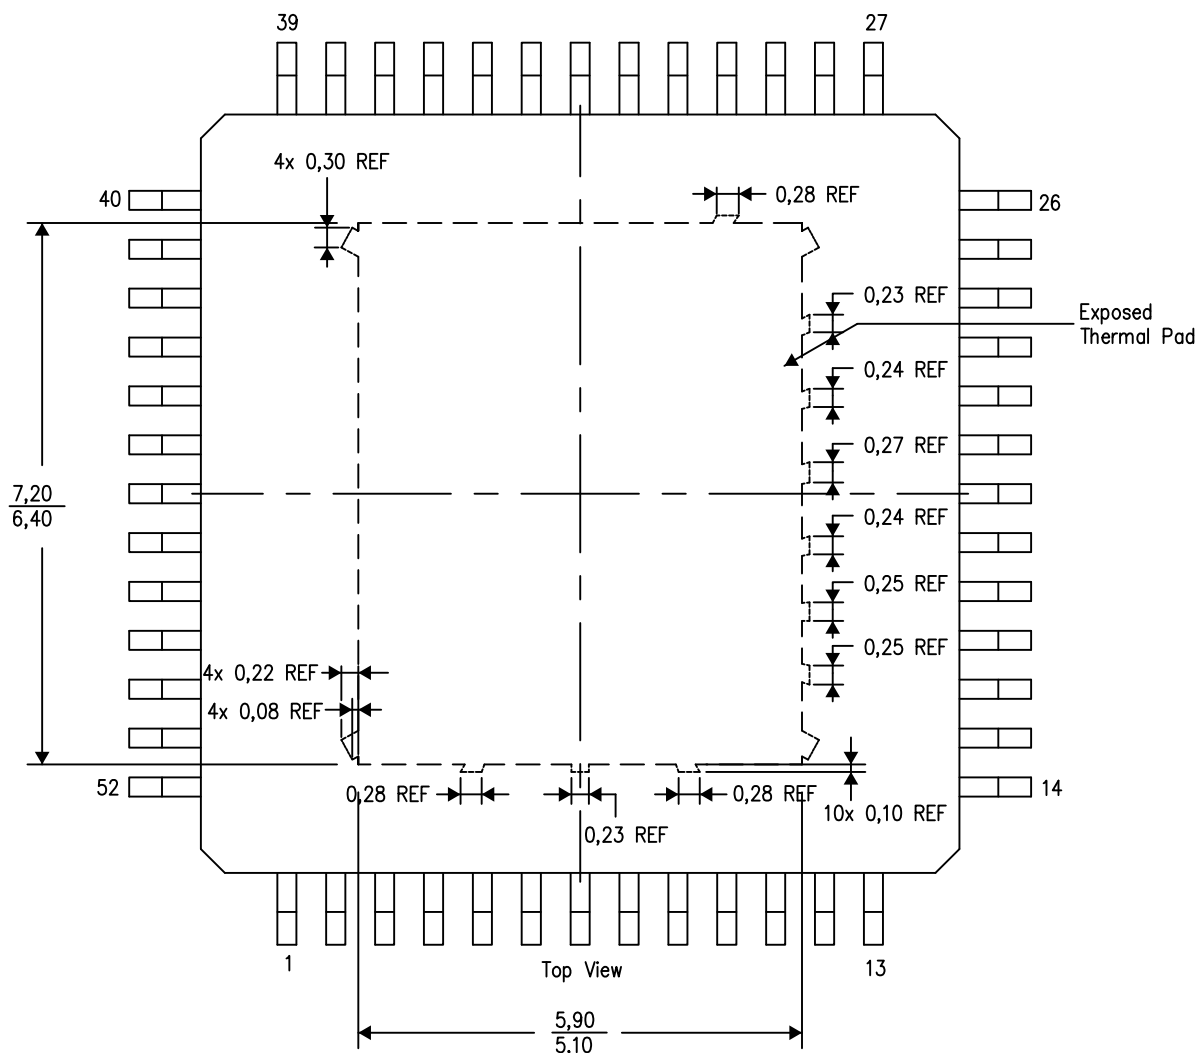 39
27
4x 0,30 REF
40
0,28 REF
26
0,23 REF
Exposed
Thermal Pad
0,24 REF
0,27 REF
7,20
6,40
0,24 REF
0,25 REF
0,25 REF
4x 0,22 REF
4x 0,08 REF
52
0,28 REF
0,28 REF
14
10x 0,10 REF
0,23 REF
1
Top View
13
5,90
5,10